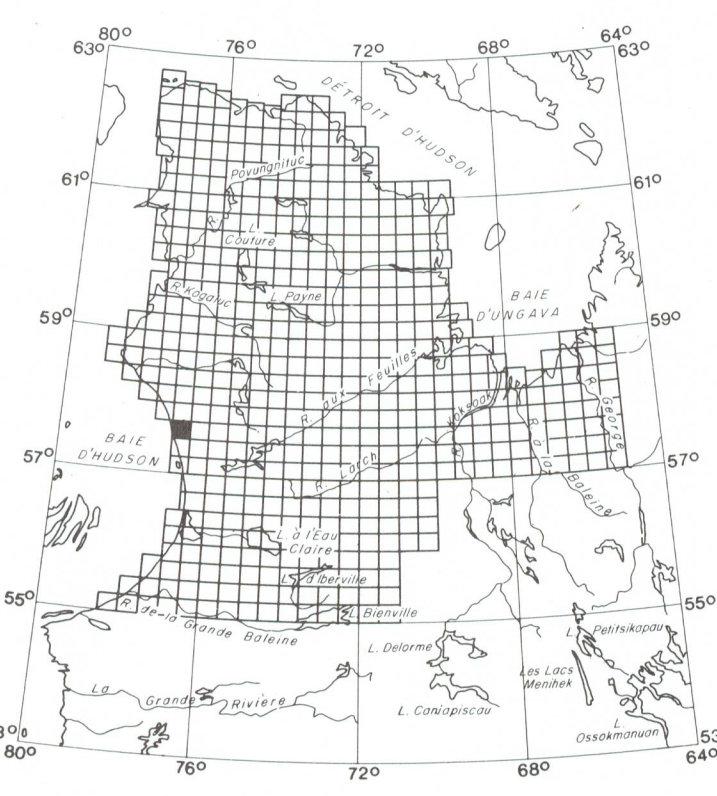 80° 76° 72° 68° 64°
63° 63°
DÉTROIT D'HUDSON
Povungnituc
61° 61°
R.
L.
Couture
R. Kogaluc
L. Payne
BAIE
D'UNGAVA
59° 59°
R. aux Feuilles
Koksoak
R. George
BAIE
D'HUDSON
57° 57°
R. Larch
R. à la Baleine
L. à l'Eau
Claire
L. d'Iberville
55° 55°
R. de-la Grande Baleine
L. Bienville
L. Delorme
L. Petitsikapau
Les Lacs
Menihek
La Grande Rivière
L. Caniapiscau
L.
Ossokmanuan
3° 53
80° 76° 72° 68° 64°